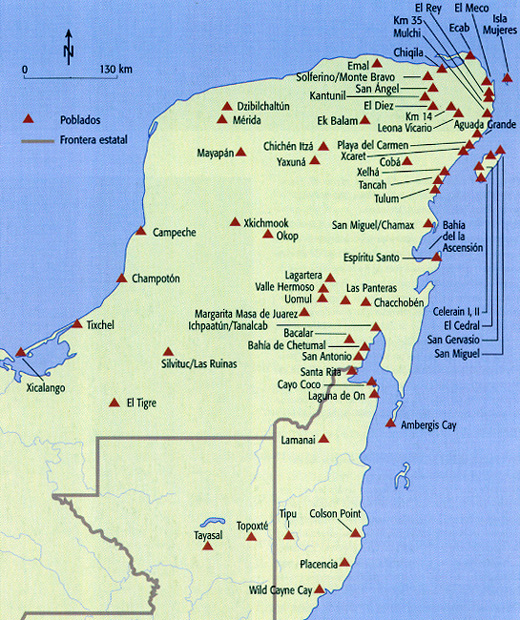 El Rey
El Meco
Km 35
Ecab
Isla
Mujeres
Mulchi
Chiqila
N
0
130 km
Emal
Solferino/Monte Bravo
San Ángel
Kantunil
Dzibilchaltún
El Diez
Km 14
Poblados
Mérida
Ek Balam
Leona Vicario
Aguada Grande
Frontera estatal
Chichén Itzá
Playa del Carmen
Mayapán
Xcaret
Yaxuná
Cobá
Xelhá
Tancah
Tulum
Xkichmook
San Miguel/Chamax
Campeche
Okop
Bahía
del la
Ascensión
Espíritu Santo
Lagartera
Champotón
Valle Hermoso
Las Panteras
Uomul
Chacchobén
Celerain I, II
Margarita Masa de Juarez
El Cedral
Tixchel
Ichpaatún/Tanalcab
San Gervasio
Bacalar
San Miguel
Bahía de Chetumal
San Antonio
Silvituc/Las Ruinas
Santa Rita
Xicalango
Cayo Coco
El Tigre
Laguna de On
Ambergis Cay
Lamanai
Tipu
Colson Point
Topoxté
Tayasal
Placencia
Wild Cayne Cay